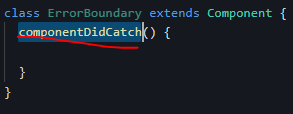 class ErrorBoundary extends Component {
componentDidCatch() {
}
}